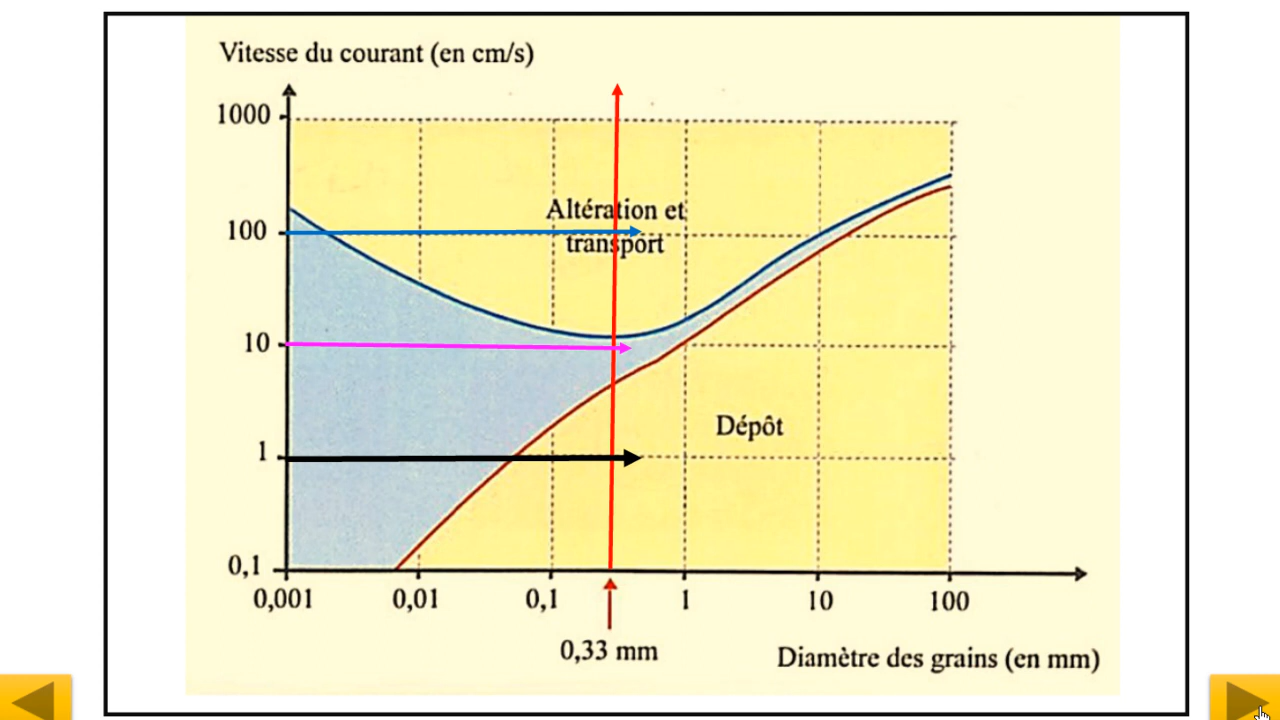 Vitesse du courant (en cm/s)
1000
Altération et
100
transport
10
Dépôt
1
0,1
0,001 0,01 0,1 1 10 100
0,33 mm
Diamètre des grains (en mm)